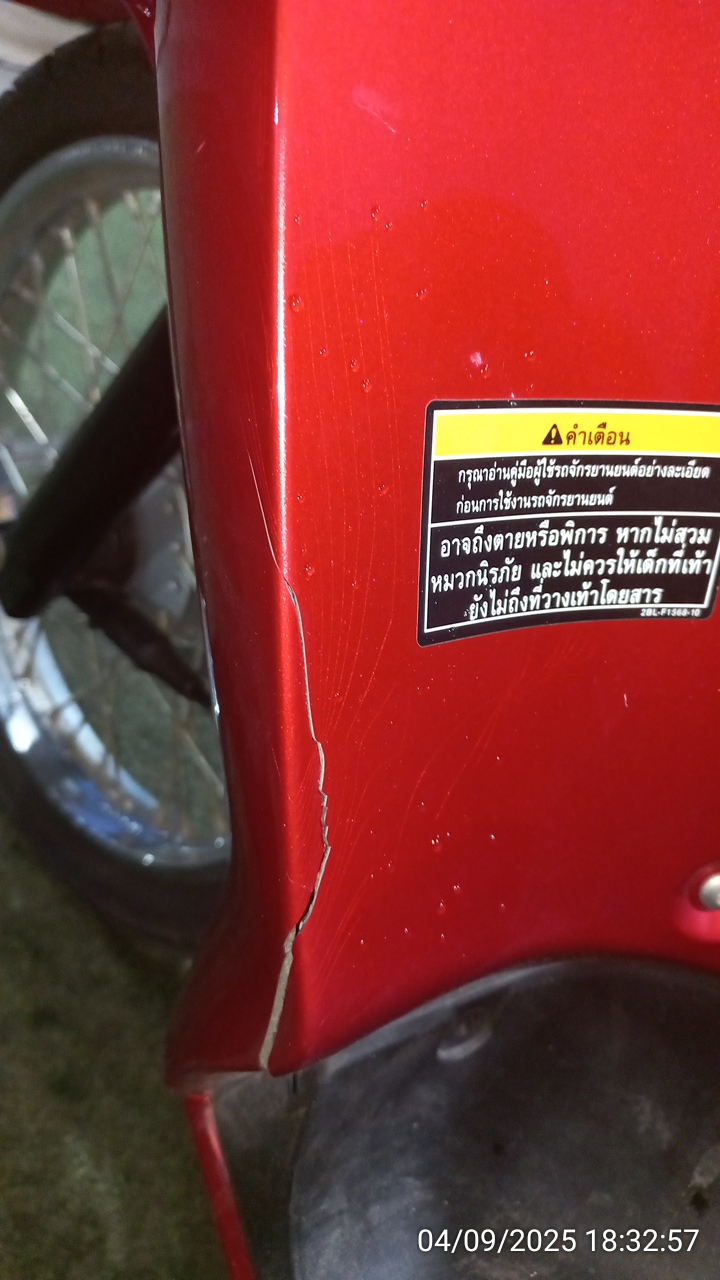 คำเตือน
กรุณาอ่านคู่มือผู้ใช้รถจักรยานยนต์อย่างละเอียด
ก่อนการใช้งานรถจักรยานยนต์
อาจถึงตายหรือพิการ หากไม่สวม
หมวกนิรภัย และไม่ควรให้เด็กที่เท้า
ยังไม่ถึงที่วางเท้าโดยสาร
2BL-F1568-10
04/09/2025 18:32:57